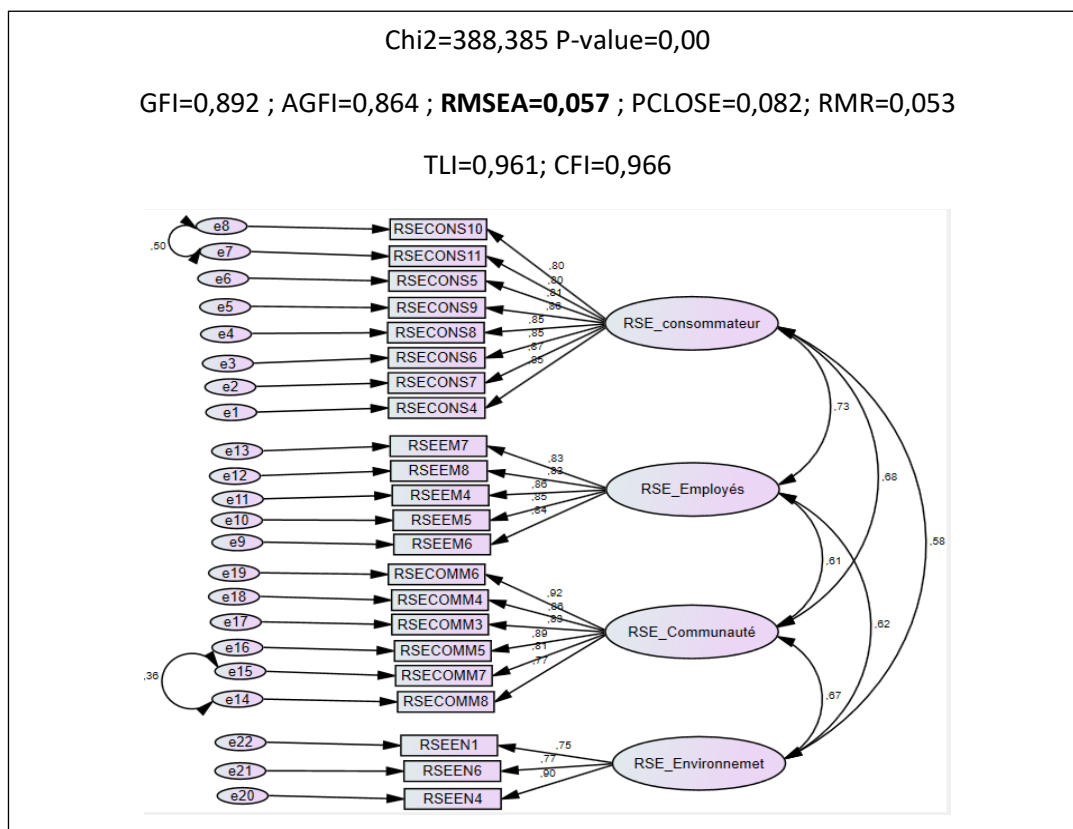 Chi2=388,385 P-value=0,00
GFI=0,892 ; AGFI=0,864 ; RMSEA=0,057 ; PCLOSE=0,082; RMR=0,053
TLI=0,961; CFI=0,966
e8
RSECONS10
,50
e7
RSECONS11
e6
RSECONS5
e5
RSECONS9
e4
RSECONS8
e3
RSECONS6
e2
RSECONS7
e1
RSECONS4
,80
,80
,81
,86
,85
,85
,87
,85
RSE_consommateur
,73
,68
,58
e13
RSEEM7
e12
RSEEM8
e11
RSEEM4
e10
RSEEM5
e9
RSEEM6
,83
,83
,86
,85
,84
RSE_Employés
,61
,62
e19
RSECOMM6
e18
RSECOMM4
e17
RSECOMM3
e16
RSECOMM5
,36
e15
RSECOMM7
e14
RSECOMM8
,92
,86
,83
,89
,81
,77
RSE_Communauté
,67
e22
RSEEN1
e21
RSEEN6
e20
RSEEN4
,75
,77
,90
RSE_Environnemet